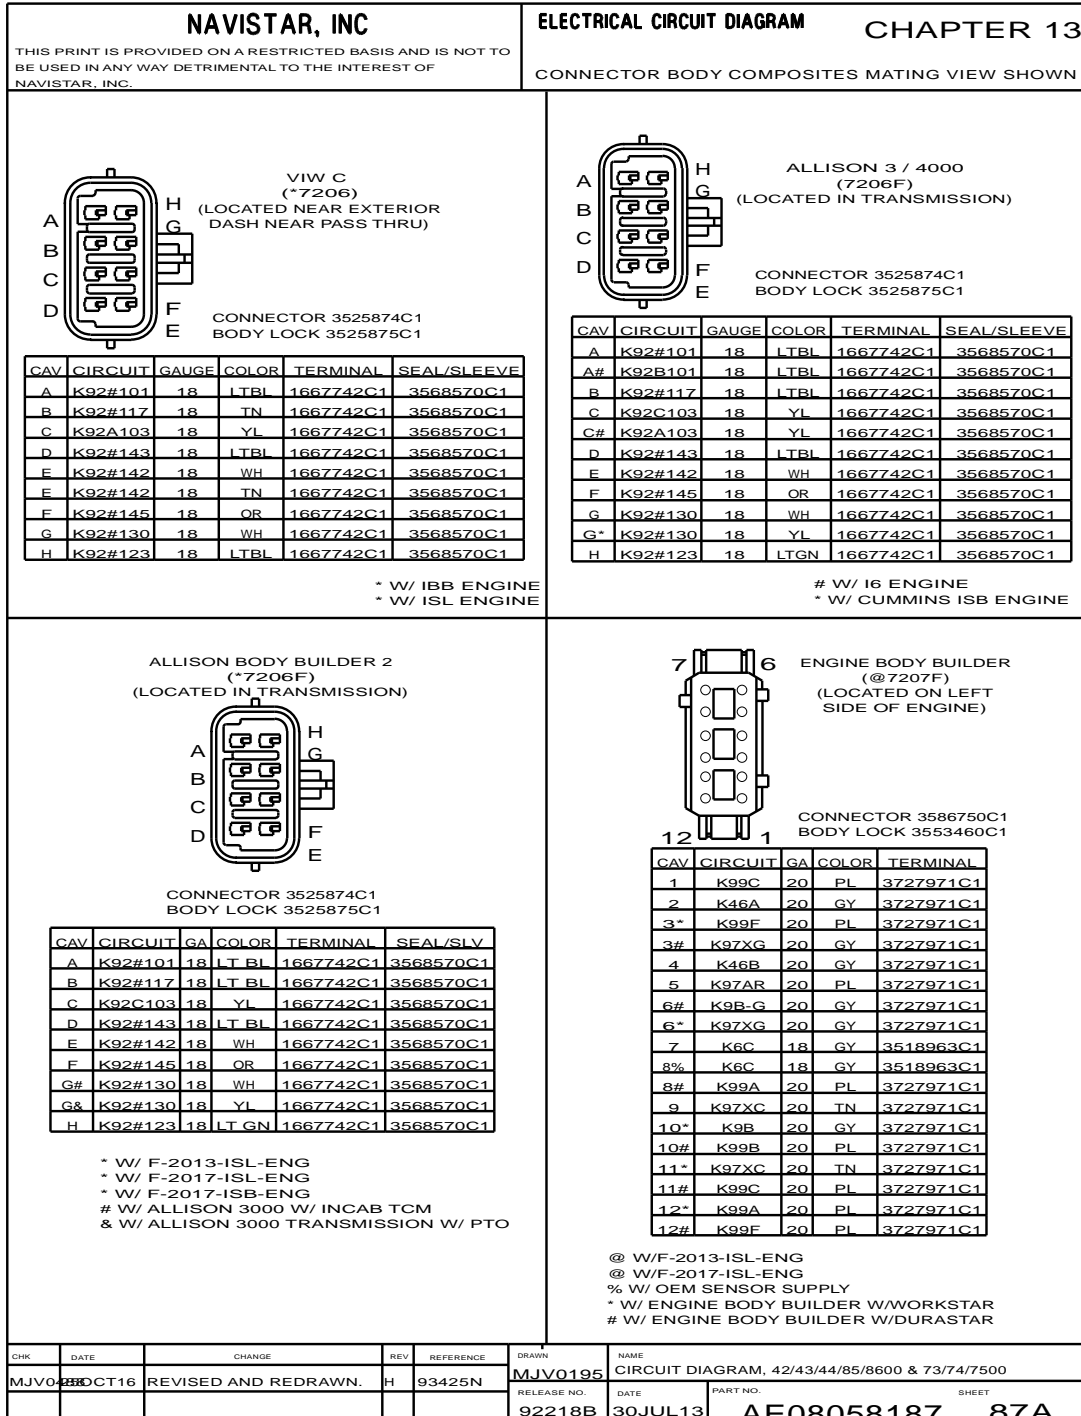 NAVISTAR, INC
THIS PRINT IS PROVIDED ON A RESTRICTED BASIS AND IS NOT TO
BE USED IN ANY WAY DETRIMENTAL TO THE INTEREST OF
NAVISTAR, INC.
ELECTRICAL CIRCUIT DIAGRAM
CHAPTER 13
CONNECTOR BODY COMPOSITES MATING VIEW SHOWN
VIW C
(*7206)
(LOCATED NEAR EXTERIOR
DASH NEAR PASS THRU)
A
B
C
D
H
G
F
E
CONNECTOR 3525874C1
BODY LOCK 3525875C1
CAV CIRCUIT GAUGE COLOR TERMINAL SEAL/SLEEVE
A K92#101 18 LTBL 1667742C1 3568570C1
B K92#117 18 TN 1667742C1 3568570C1
C K92A103 18 YL 1667742C1 3568570C1
D K92#143 18 LTBL 1667742C1 3568570C1
E K92#142 18 WH 1667742C1 3568570C1
E K92#142 18 TN 1667742C1 3568570C1
F K92#145 18 OR 1667742C1 3568570C1
G K92#130 18 WH 1667742C1 3568570C1
H K92#123 18 LTBL 1667742C1 3568570C1
* W/ IBB ENGINE
* W/ ISL ENGINE
ALLISON 3 / 4000
(7206F)
(LOCATED IN TRANSMISSION)
A
B
C
D
H
G
F
E
CONNECTOR 3525874C1
BODY LOCK 3525875C1
CAV CIRCUIT GAUGE COLOR TERMINAL SEAL/SLEEVE
A K92#101 18 LTBL 1667742C1 3568570C1
A# K92B101 18 LTBL 1667742C1 3568570C1
B K92#117 18 LTBL 1667742C1 3568570C1
C K92C103 18 YL 1667742C1 3568570C1
C# K92A103 18 YL 1667742C1 3568570C1
D K92#143 18 LTBL 1667742C1 3568570C1
E K92#142 18 WH 1667742C1 3568570C1
F K92#145 18 OR 1667742C1 3568570C1
G K92#130 18 WH 1667742C1 3568570C1
G* K92#130 18 YL 1667742C1 3568570C1
H K92#123 18 LTGN 1667742C1 3568570C1
# W/ I6 ENGINE
* W/ CUMMINS ISB ENGINE
ALLISON BODY BUILDER 2
(*7206F)
(LOCATED IN TRANSMISSION)
A
B
C
D
H
G
F
E
CONNECTOR 3525874C1
BODY LOCK 3525875C1
CAV CIRCUIT GA COLOR TERMINAL SEAL/SLV
A K92#101 18 LT BL 1667742C1 3568570C1
B K92#117 18 LT BL 1667742C1 3568570C1
C K92C103 18 YL 1667742C1 3568570C1
D K92#143 18 LT BL 1667742C1 3568570C1
E K92#142 18 WH 1667742C1 3568570C1
F K92#145 18 OR 1667742C1 3568570C1
G# K92#130 18 WH 1667742C1 3568570C1
G& K92#130 18 YL 1667742C1 3568570C1
H K92#123 18 LT GN 1667742C1 3568570C1
* W/ F-2013-ISL-ENG
* W/ F-2017-ISL-ENG
* W/ F-2017-ISB-ENG
# W/ ALLISON 3000 W/ INCAB TCM
& W/ ALLISON 3000 TRANSMISSION W/ PTO
7 6
12 1
ENGINE BODY BUILDER
(@7207F)
(LOCATED ON LEFT
SIDE OF ENGINE)
CONNECTOR 3586750C1
BODY LOCK 3553460C1
CAV CIRCUIT GA COLOR TERMINAL
1 K99C 20 PL 3727971C1
2 K46A 20 GY 3727971C1
3* K99F 20 PL 3727971C1
3# K97XG 20 GY 3727971C1
4 K46B 20 GY 3727971C1
5 K97AR 20 PL 3727971C1
6# K9B-G 20 GY 3727971C1
6* K97XG 20 GY 3727971C1
7 K6C 18 GY 3518963C1
8% K6C 18 GY 3518963C1
8# K99A 20 PL 3727971C1
9 K97XC 20 TN 3727971C1
10* K9B 20 GY 3727971C1
10# K99B 20 PL 3727971C1
11* K97XC 20 TN 3727971C1
11# K99C 20 PL 3727971C1
12* K99A 20 PL 3727971C1
12# K99F 20 PL 3727971C1
@ W/F-2013-ISL-ENG
@ W/F-2017-ISL-ENG
% W/ OEM SENSOR SUPPLY
* W/ ENGINE BODY BUILDER W/WORKSTAR
# W/ ENGINE BODY BUILDER W/DURASTAR
CHK DATE CHANGE REV REFERENCE
REVISED AND REDRAWN. H 93425N
DRAWN
MJV0195
NAME
CIRCUIT DIAGRAM, 42/43/44/85/8600 & 73/74/7500
RELEASE NO.
92218B
DATE
30JUL13
PART NO.
AE08058187
SHEET
87A